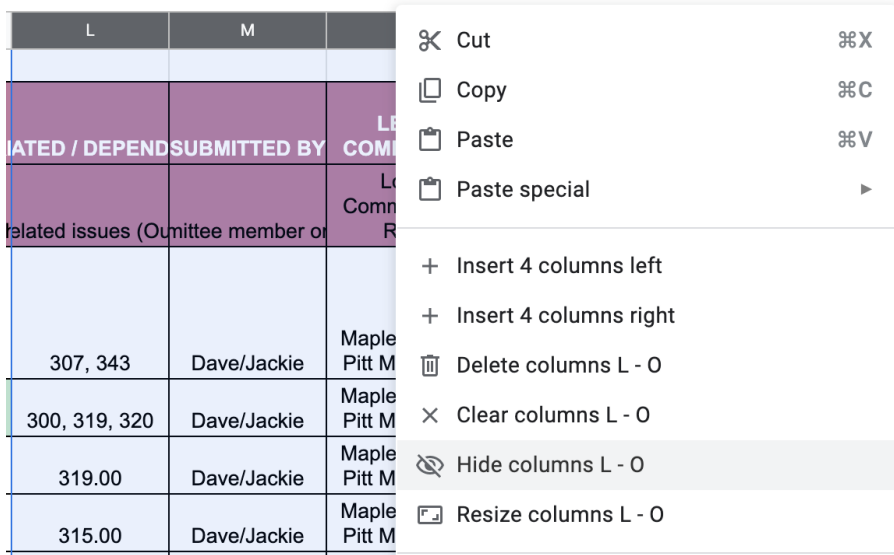 L M
LE
IATED / DEPEND SUBMITTED BY COM
Lo
Comm
elated issues (Ou mittee member or R
Maple
307, 343 Dave/Jackie Pitt M
Maple
300, 319, 320 Dave/Jackie Pitt M
Maple
319.00 Dave/Jackie Pitt M
Maple
315.00 Dave/Jackie Pitt M
Cut ⌘X
Copy ⌘C
Paste ⌘V
Paste special ►
Insert 4 columns left
Insert 4 columns right
Delete columns L - O
Clear columns L - O
Hide columns L - O
Resize columns L - O